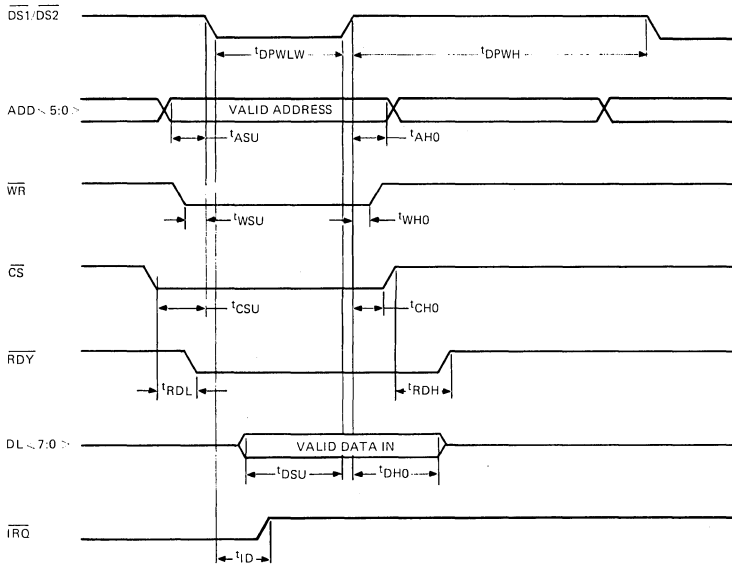 DS1/DS2
tDPWLW
tDPWH
ADD < 5:0 >
VALID ADDRESS
tASU
tAH0
WR
tWSU
tWH0
CS
tCSU
tCH0
RDY
tRDL
tRDH
DL < 7:0 >
VALID DATA IN
tDSU
tDH0
IRQ
tID